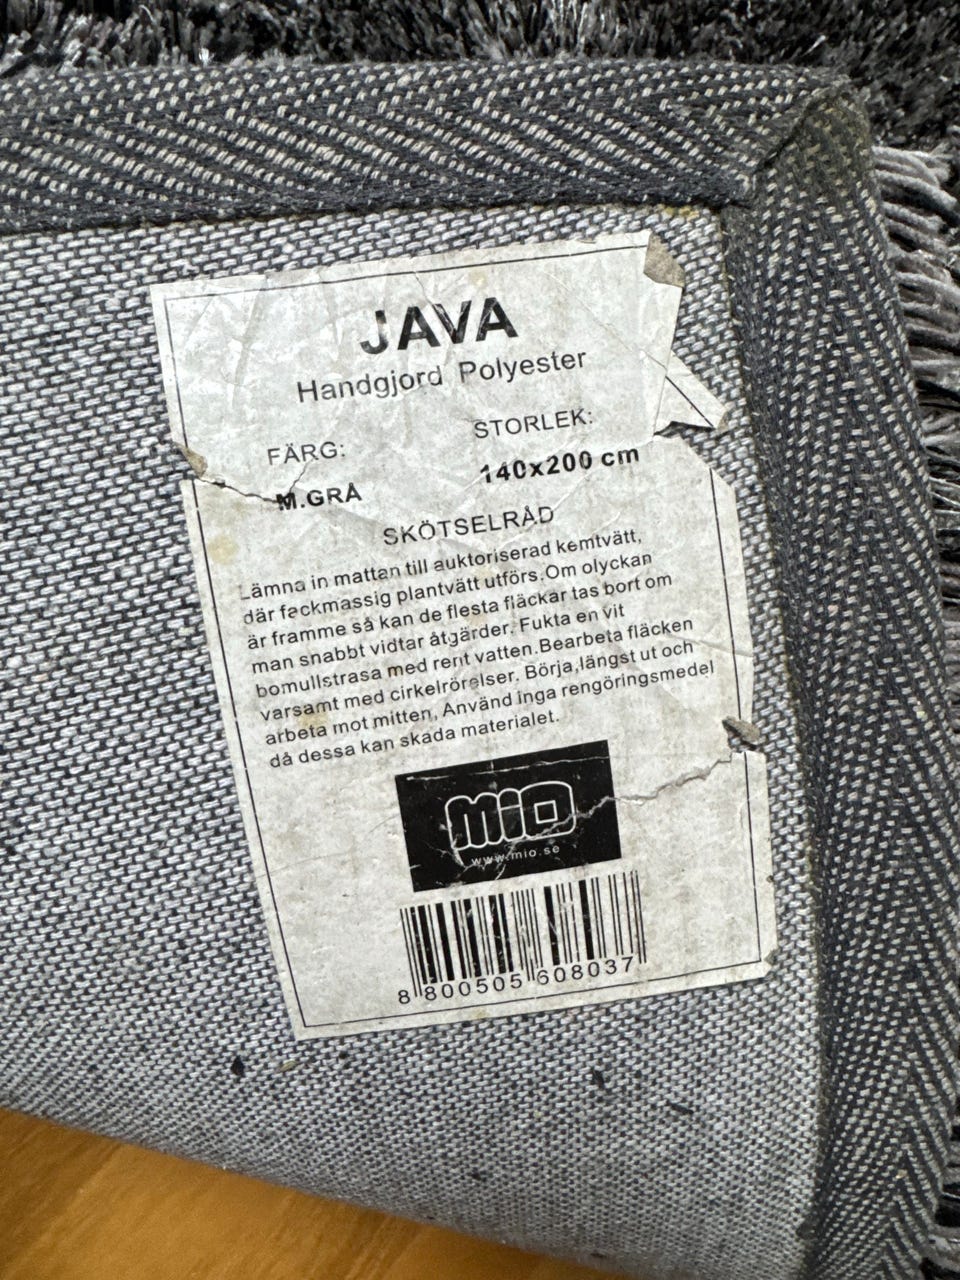 JAVA
Handgjord Polyester
FÄRG: STORLEK:
M.GRÅ 140x200 cm
SKÖTSELRÅD
Lämna in mattan till auktoriserad kemtvätt,
där fackmassig plantvätt utförs.Om olyckan
är framme så kan de flesta fläckar tas bort om
man snabbt vidtar åtgärder. Fukta en vit
bomullstrasa med rent vatten.Bearbeta fläcken
varsamt med cirkelrörelser. Börja,längst ut och
arbeta mot mitten, Använd inga rengöringsmedel
då dessa kan skada materialet.
mio
www.mio.se
8 800505 608037